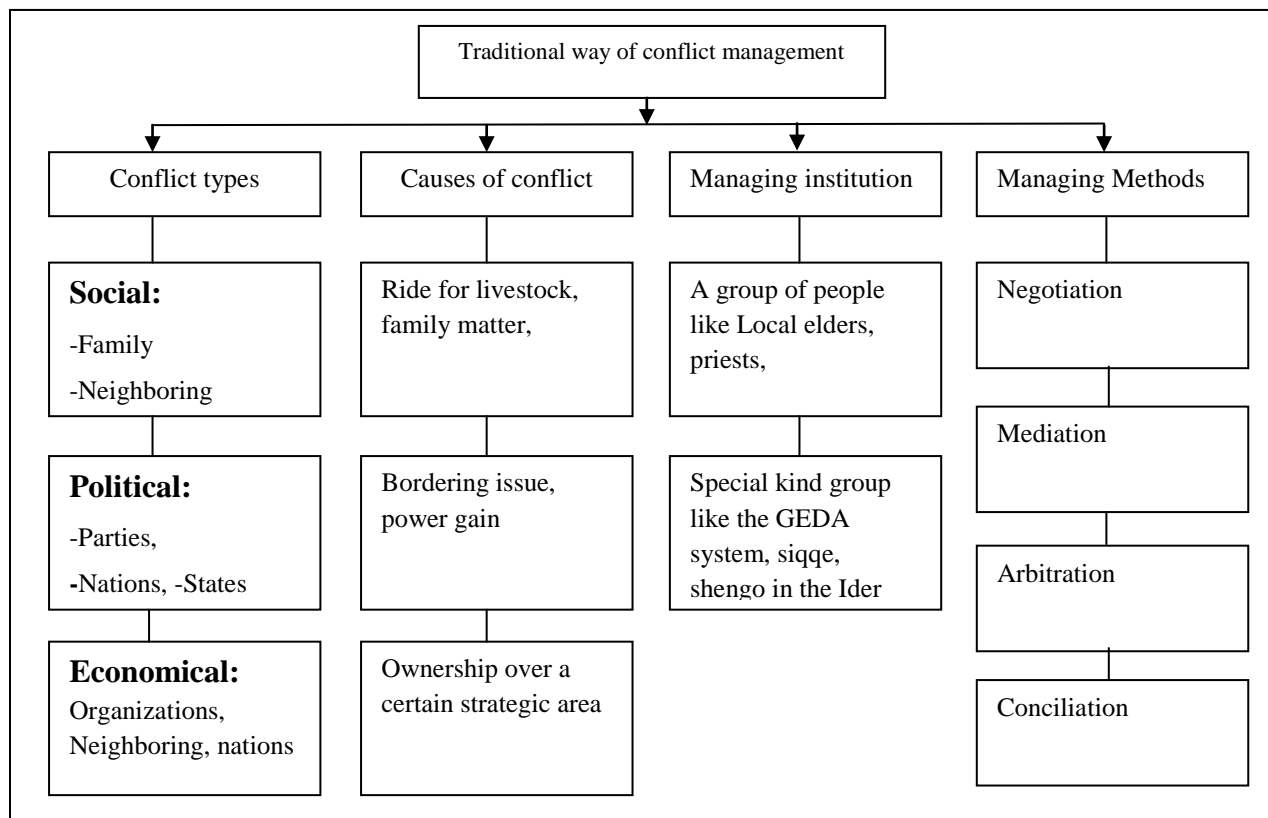 Traditional way of conflict management
Conflict types
Causes of conflict
Managing institution
Managing Methods
Social:
-Family
-Neighboring
Ride for livestock,
family matter,
A group of people
like Local elders,
priests,
Negotiation
Mediation
Political:
-Parties,
-Nations, -States
Bordering issue,
power gain
Special kind group
like the GEDA
system, siqqe,
shengo in the Ider
Arbitration
Economical:
Organizations,
Neighboring, nations
Ownership over a
certain strategic area
Conciliation